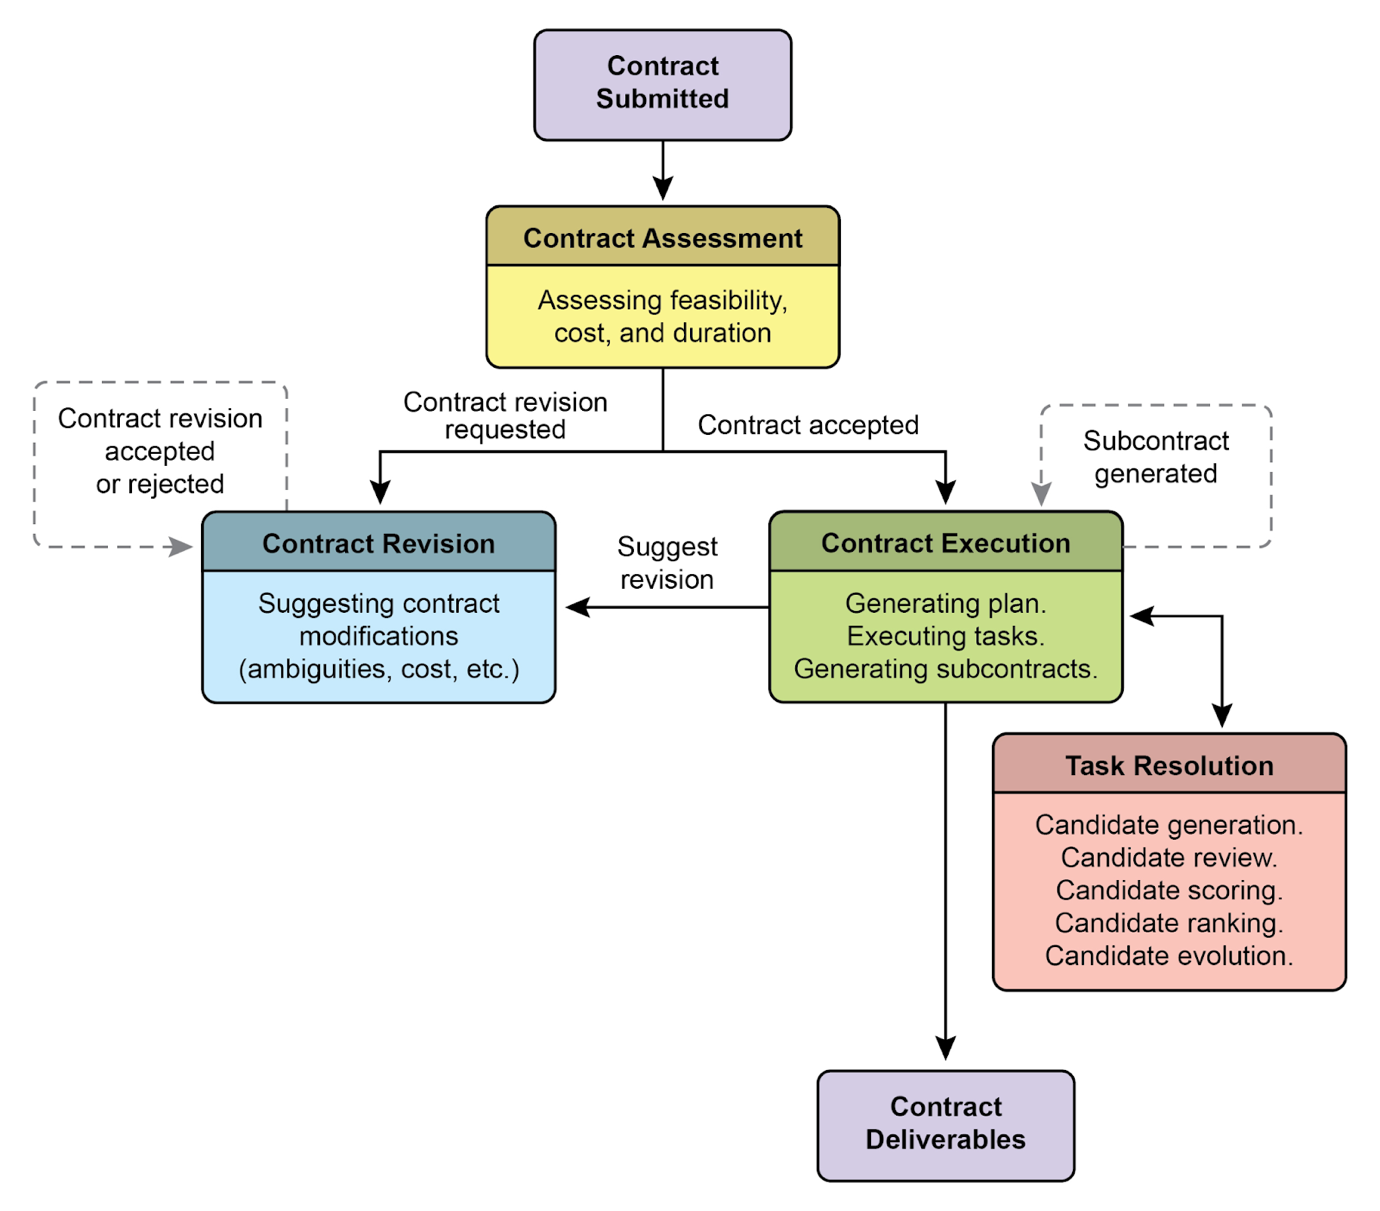 Contract
Submitted
Contract Assessment
Assessing feasibility,
cost, and duration
Contract revision
requested
Contract accepted
Contract revision
accepted
or rejected
Subcontract
generated
Contract Revision
Suggesting contract
modifications
(ambiguities, cost, etc.)
Suggest
revision
Contract Execution
Generating plan.
Executing tasks.
Generating subcontracts.
Task Resolution
Candidate generation.
Candidate review.
Candidate scoring.
Candidate ranking.
Candidate evolution.
Contract
Deliverables